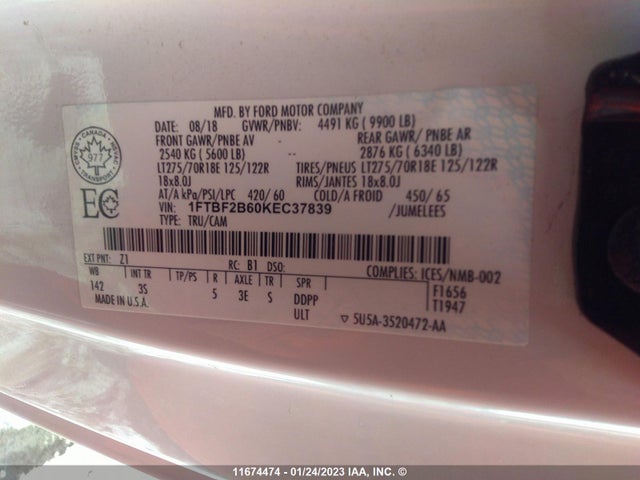 MFD. BY FORD MOTOR COMPANY
DATE: 08/18 GVWR/PNBV: 4491 KG ( 9900 LB)
FRONT GAWR/PNBE AV REAR GAWR/ PNBE AR
2540 KG ( 5600 LB) -- 2876 KG ( 6340 LB)
LT275/70R18E 125/122R TIRES/PNEUS LT275/70R18E 125/122R
18x8.0J RIMS/JANTES 18x8.0J
AT/A kPa/PSI/LPC 420/ 60 COLD/A FROID 450/ 65
VIN: 1FTBF2B60KEC37839 /JUMELEES
TYPE: TRU/CAM
CANADA
977
TRANSPORT
EC
EXT PNT: Z1 RC: B1 DSO: COMPLIES: ICES/NMB-002
WB INT TR TP/PS R AXLE TR SPR F1656
142 3S 5 3E S DDPP T1947
MADE IN U.S.A. ULT ▽5U5A-3520472-AA
11674474 - 01/24/2023 IAA, INC. ©